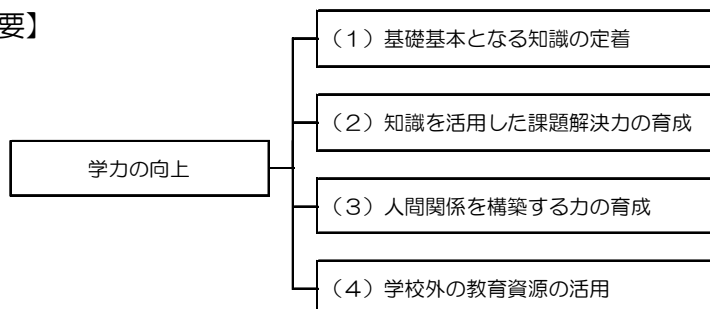 要】
(1)基礎基本となる知識の定着
(2)知識を活用した課題解決力の育成
学力の向上
(3)人間関係を構築する力の育成
(4)学校外の教育資源の活用